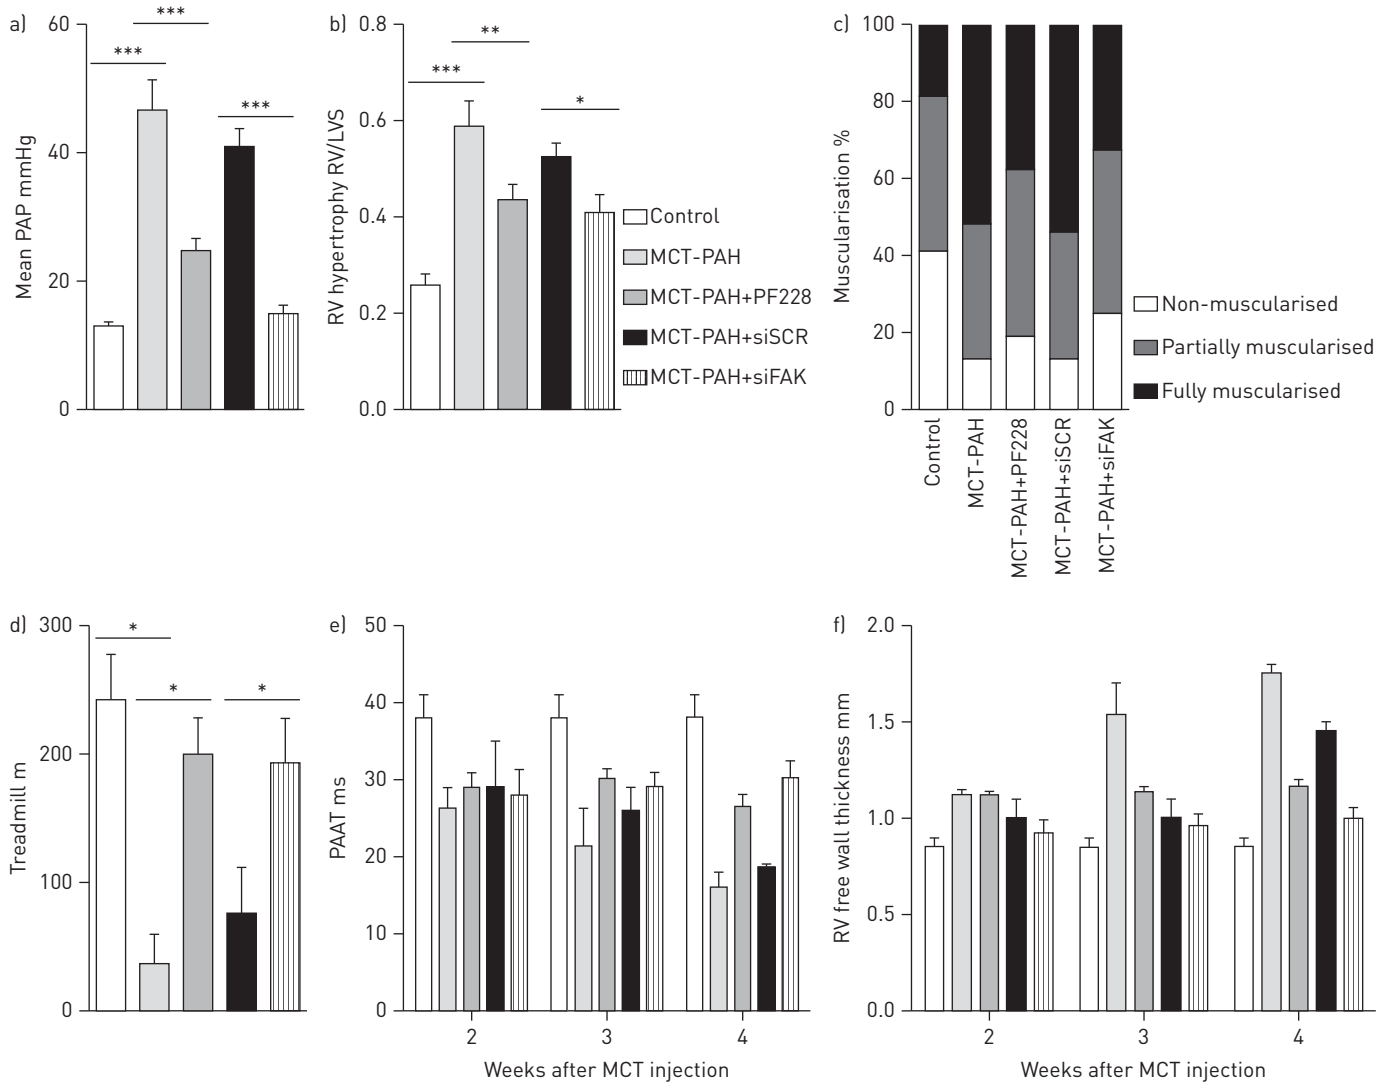 a)
Mean PAP mmHg
60
40
20
0
***
***
***
b)
RV hypertrophy RV/LVS
0.8
0.6
0.4
0.2
0.0
***
**
*
Control
MCT-PAH
MCT-PAH+PF228
MCT-PAH+siSCR
MCT-PAH+siFAK
c)
Muscularisation %
100
80
60
40
20
0
Control
MCT-PAH
MCT-PAH+PF228
MCT-PAH+siSCR
MCT-PAH+siFAK
Non-muscularised
Partially muscularised
Fully muscularised
d)
Treadmill m
300
200
100
0
*
*
*
e)
PAAT ms
50
40
30
20
10
0
2
3
4
Weeks after MCT injection
f)
RV free wall thickness mm
2.0
1.5
1.0
0.5
0.0
2
3
4
Weeks after MCT injection